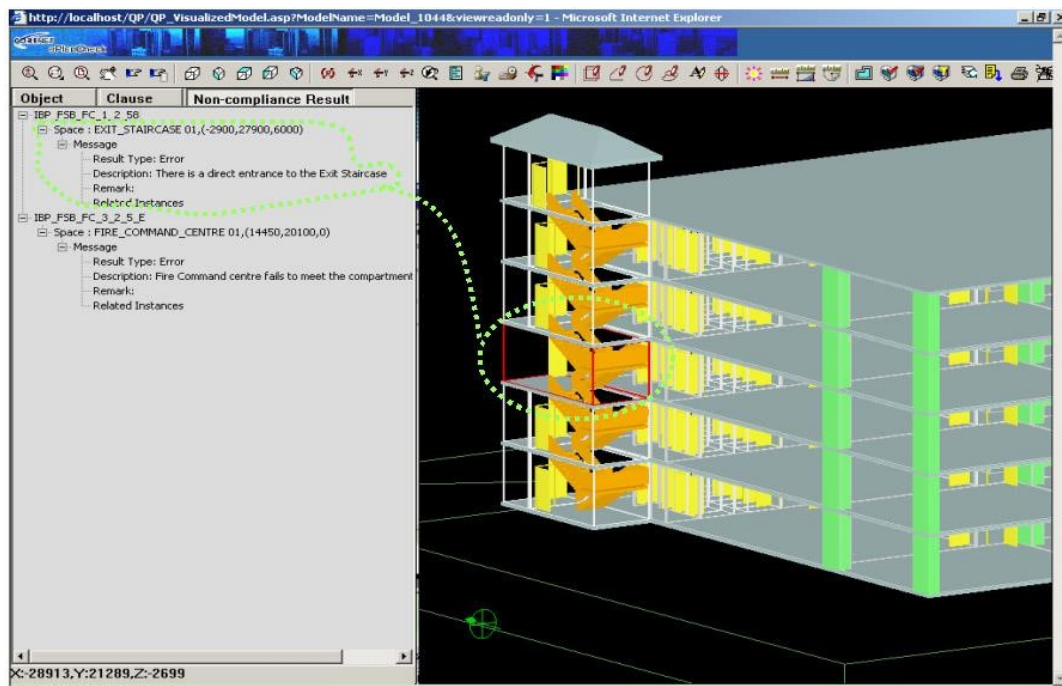 http://localhost/QP/QP_VisualizedModel.asp?ModelName=Model_1044&viewreadonly=1 - Microsoft Internet Explorer
CORENET
ePlanCheck
Object Clause Non-compliance Result
IBP_FSB_FC_1_2_58
Space : EXIT_STAIRCASE 01,(-2900,27900,6000)
Message
Result Type: Error
Description: There is a direct entrance to the Exit Staircase
Remark:
Related Instances
IBP_FSB_FC_3_2_5_E
Space : FIRE_COMMAND_CENTRE 01,(14450,20100,0)
Message
Result Type: Error
Description: Fire Command centre fails to meet the compartment
Remark:
Related Instances
X:-28913,Y:21289,Z:-2699